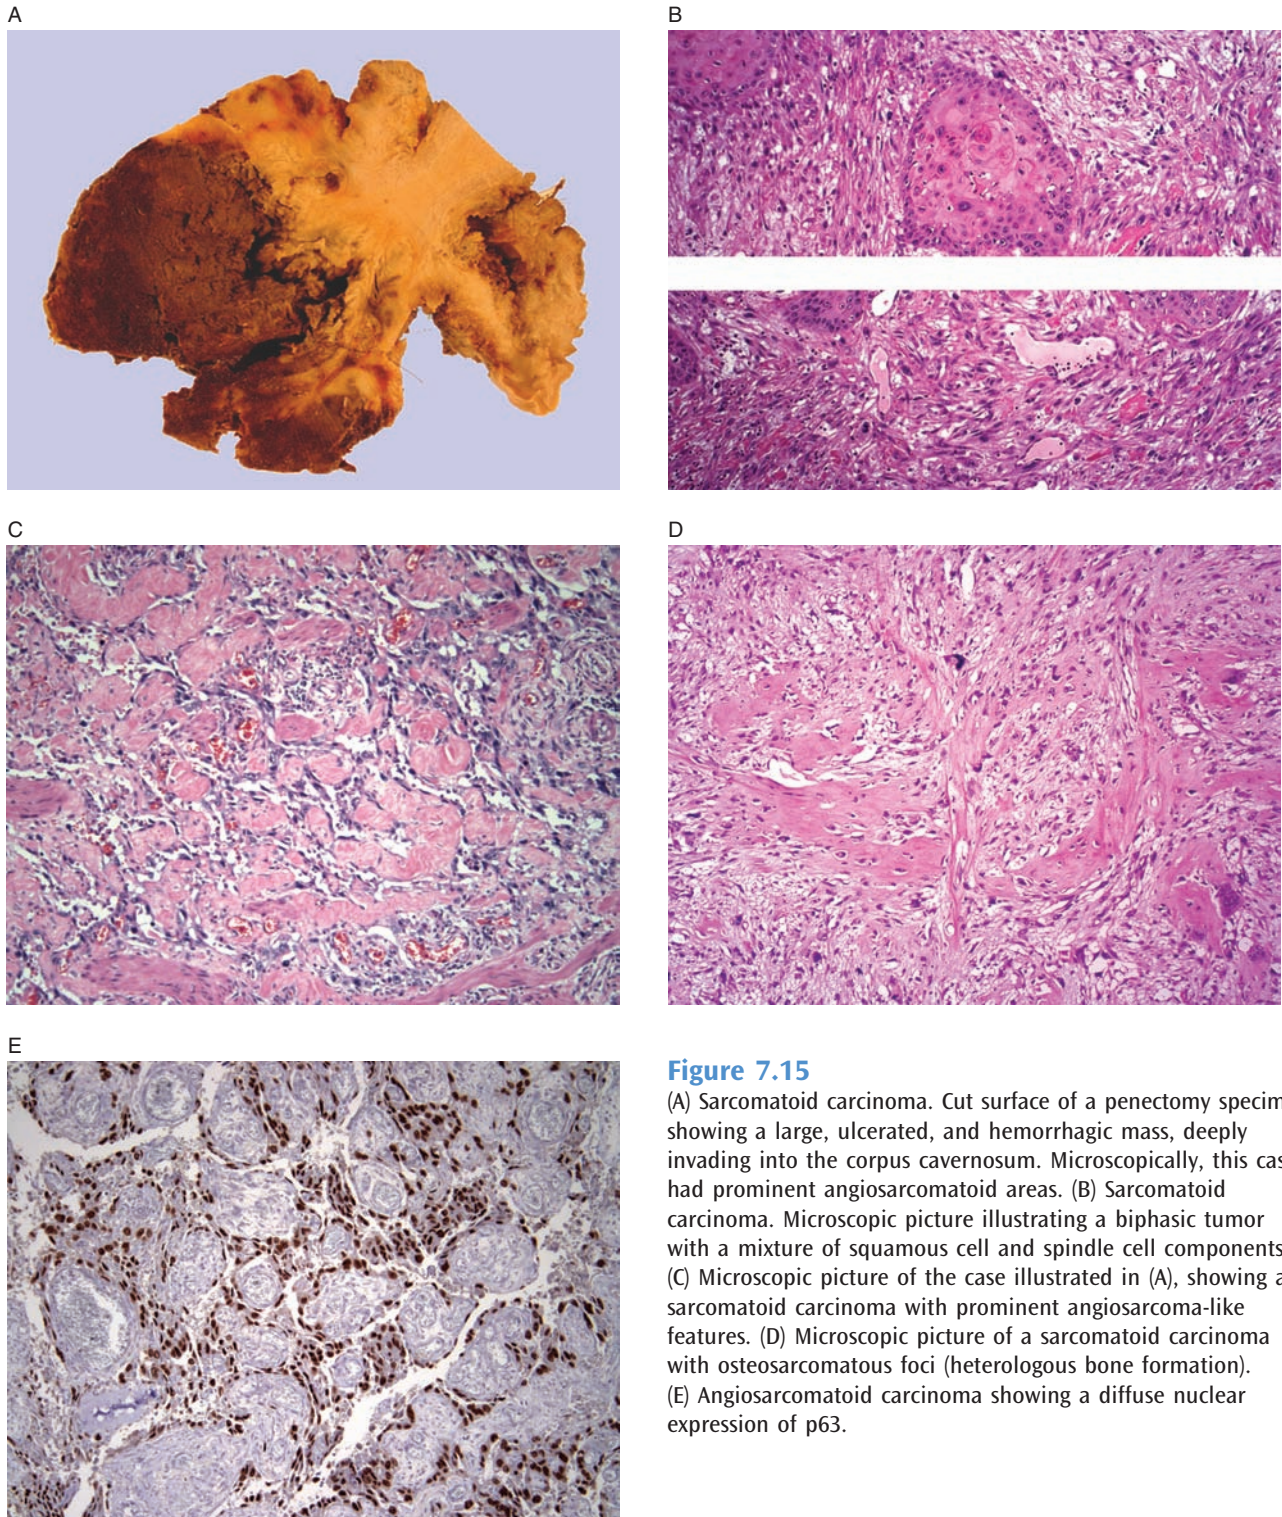 A
B
C
D
E
Figure 7.15
(A) Sarcomatoid carcinoma. Cut surface of a penectomy specim
showing a large, ulcerated, and hemorrhagic mass, deeply
invading into the corpus cavernosum. Microscopically, this cas
had prominent angiosarcomatoid areas. (B) Sarcomatoid
carcinoma. Microscopic picture illustrating a biphasic tumor
with a mixture of squamous cell and spindle cell components
(C) Microscopic picture of the case illustrated in (A), showing a
sarcomatoid carcinoma with prominent angiosarcoma-like
features. (D) Microscopic picture of a sarcomatoid carcinoma
with osteosarcomatous foci (heterologous bone formation).
(E) Angiosarcomatoid carcinoma showing a diffuse nuclear
expression of p63.